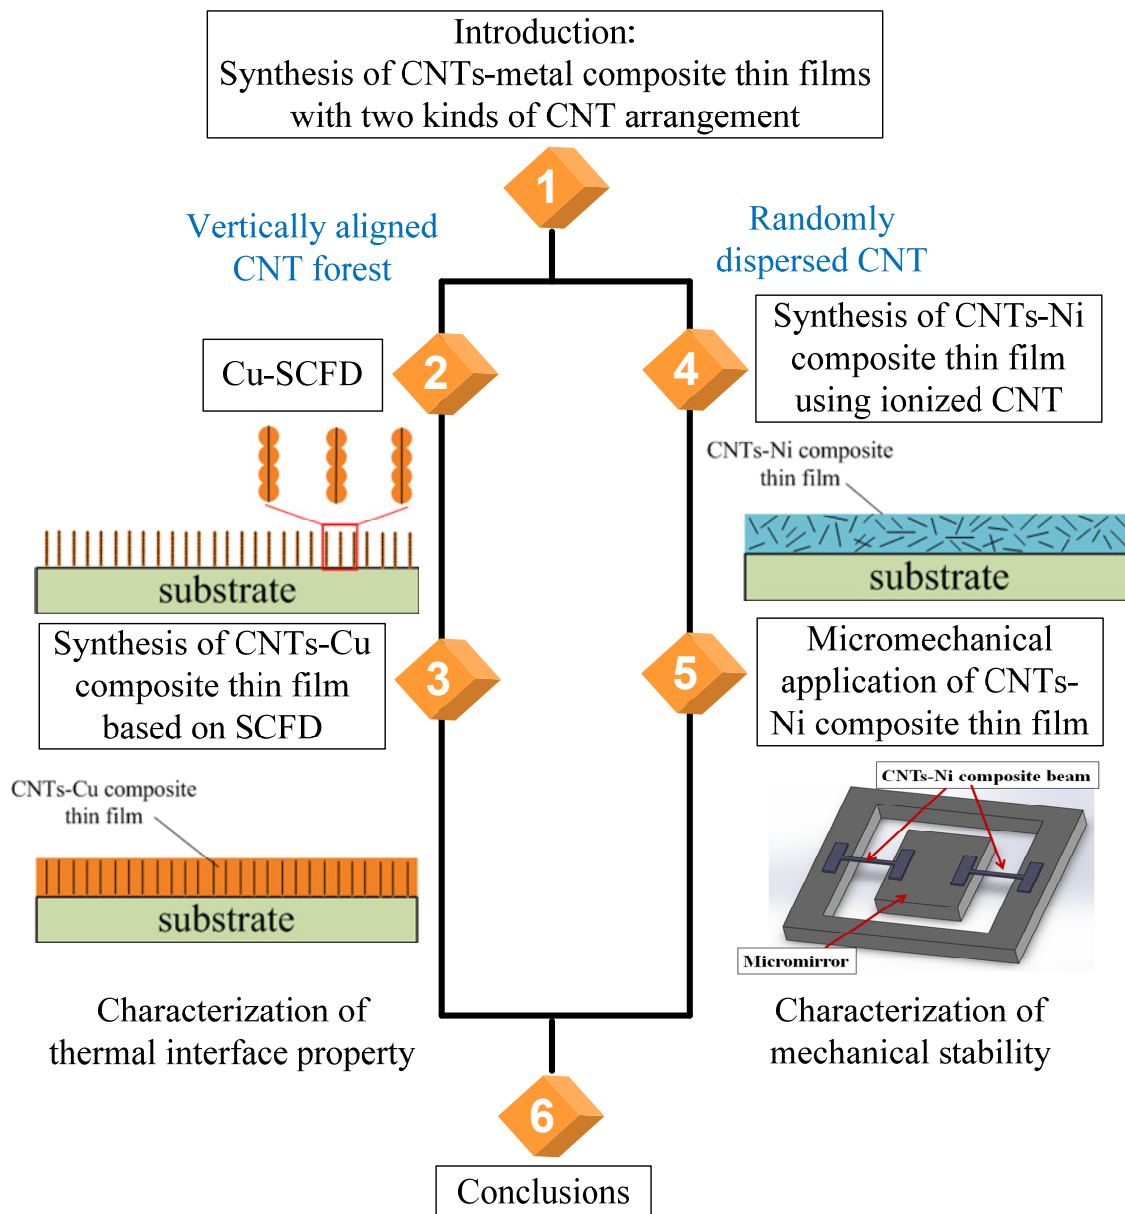 Introduction:
Synthesis of CNTs-metal composite thin films
with two kinds of CNT arrangement
1
Vertically aligned
CNT forest
Randomly
dispersed CNT
2
Cu-SCFD
substrate
3
Synthesis of CNTs-Cu
composite thin film
based on SCFD
CNTs-Cu composite
thin film
substrate
Characterization of
thermal interface property
4
Synthesis of CNTs-Ni
composite thin film
using ionized CNT
CNTs-Ni composite
thin film
substrate
5
Micromechanical
application of CNTs-
Ni composite thin film
CNTs-Ni composite beam
Micromirror
Characterization of
mechanical stability
6
Conclusions